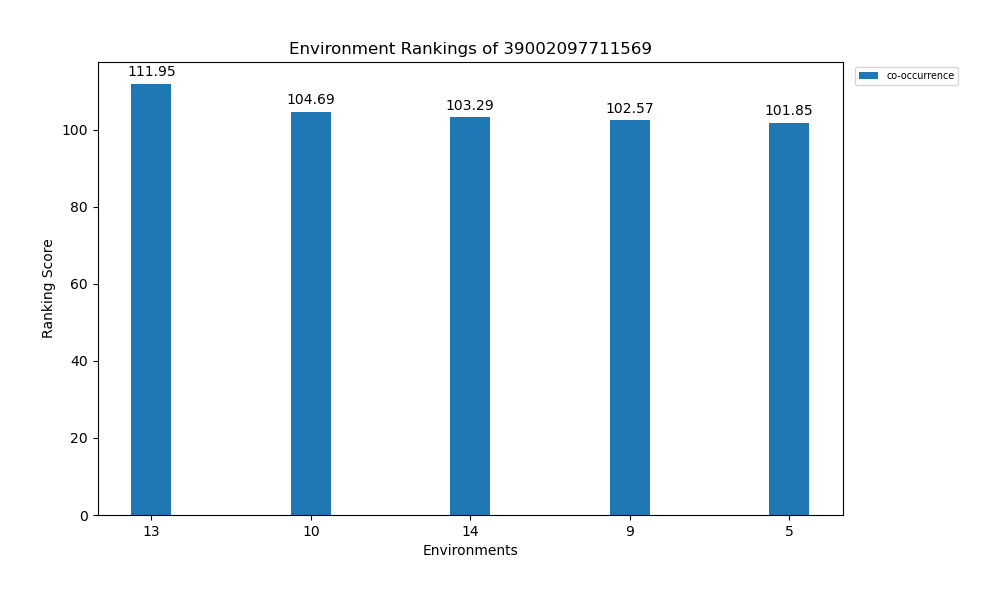 Environment Rankings of 39002097711569
co-occurrence
111.95
104.69
103.29
102.57
101.85
100
80
60
40
20
0
Ranking Score
13 10 14 9 5
Environments